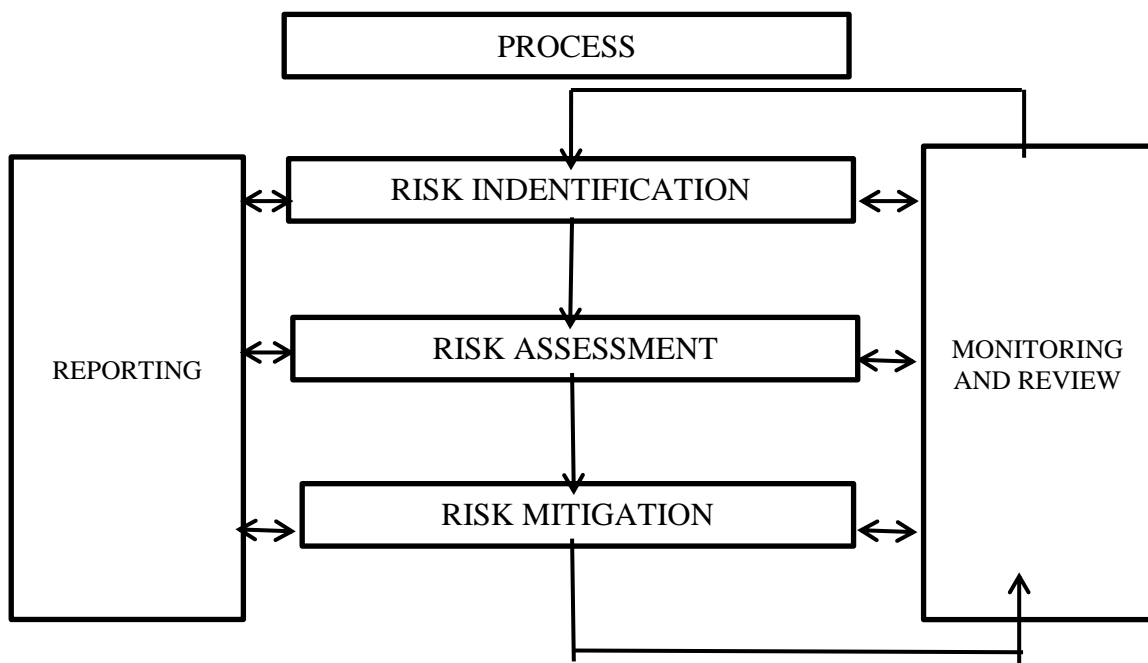 PROCESS
RISK INDENTIFICATION
REPORTING
RISK ASSESSMENT
MONITORING
AND REVIEW
RISK MITIGATION